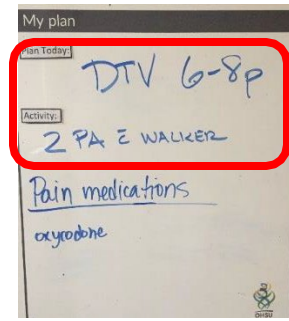 My plan
Plan Today:
DTV 6-8p
Activity:
2 PA c̄ WALKER
Pain medications
oxycodone
OHSU